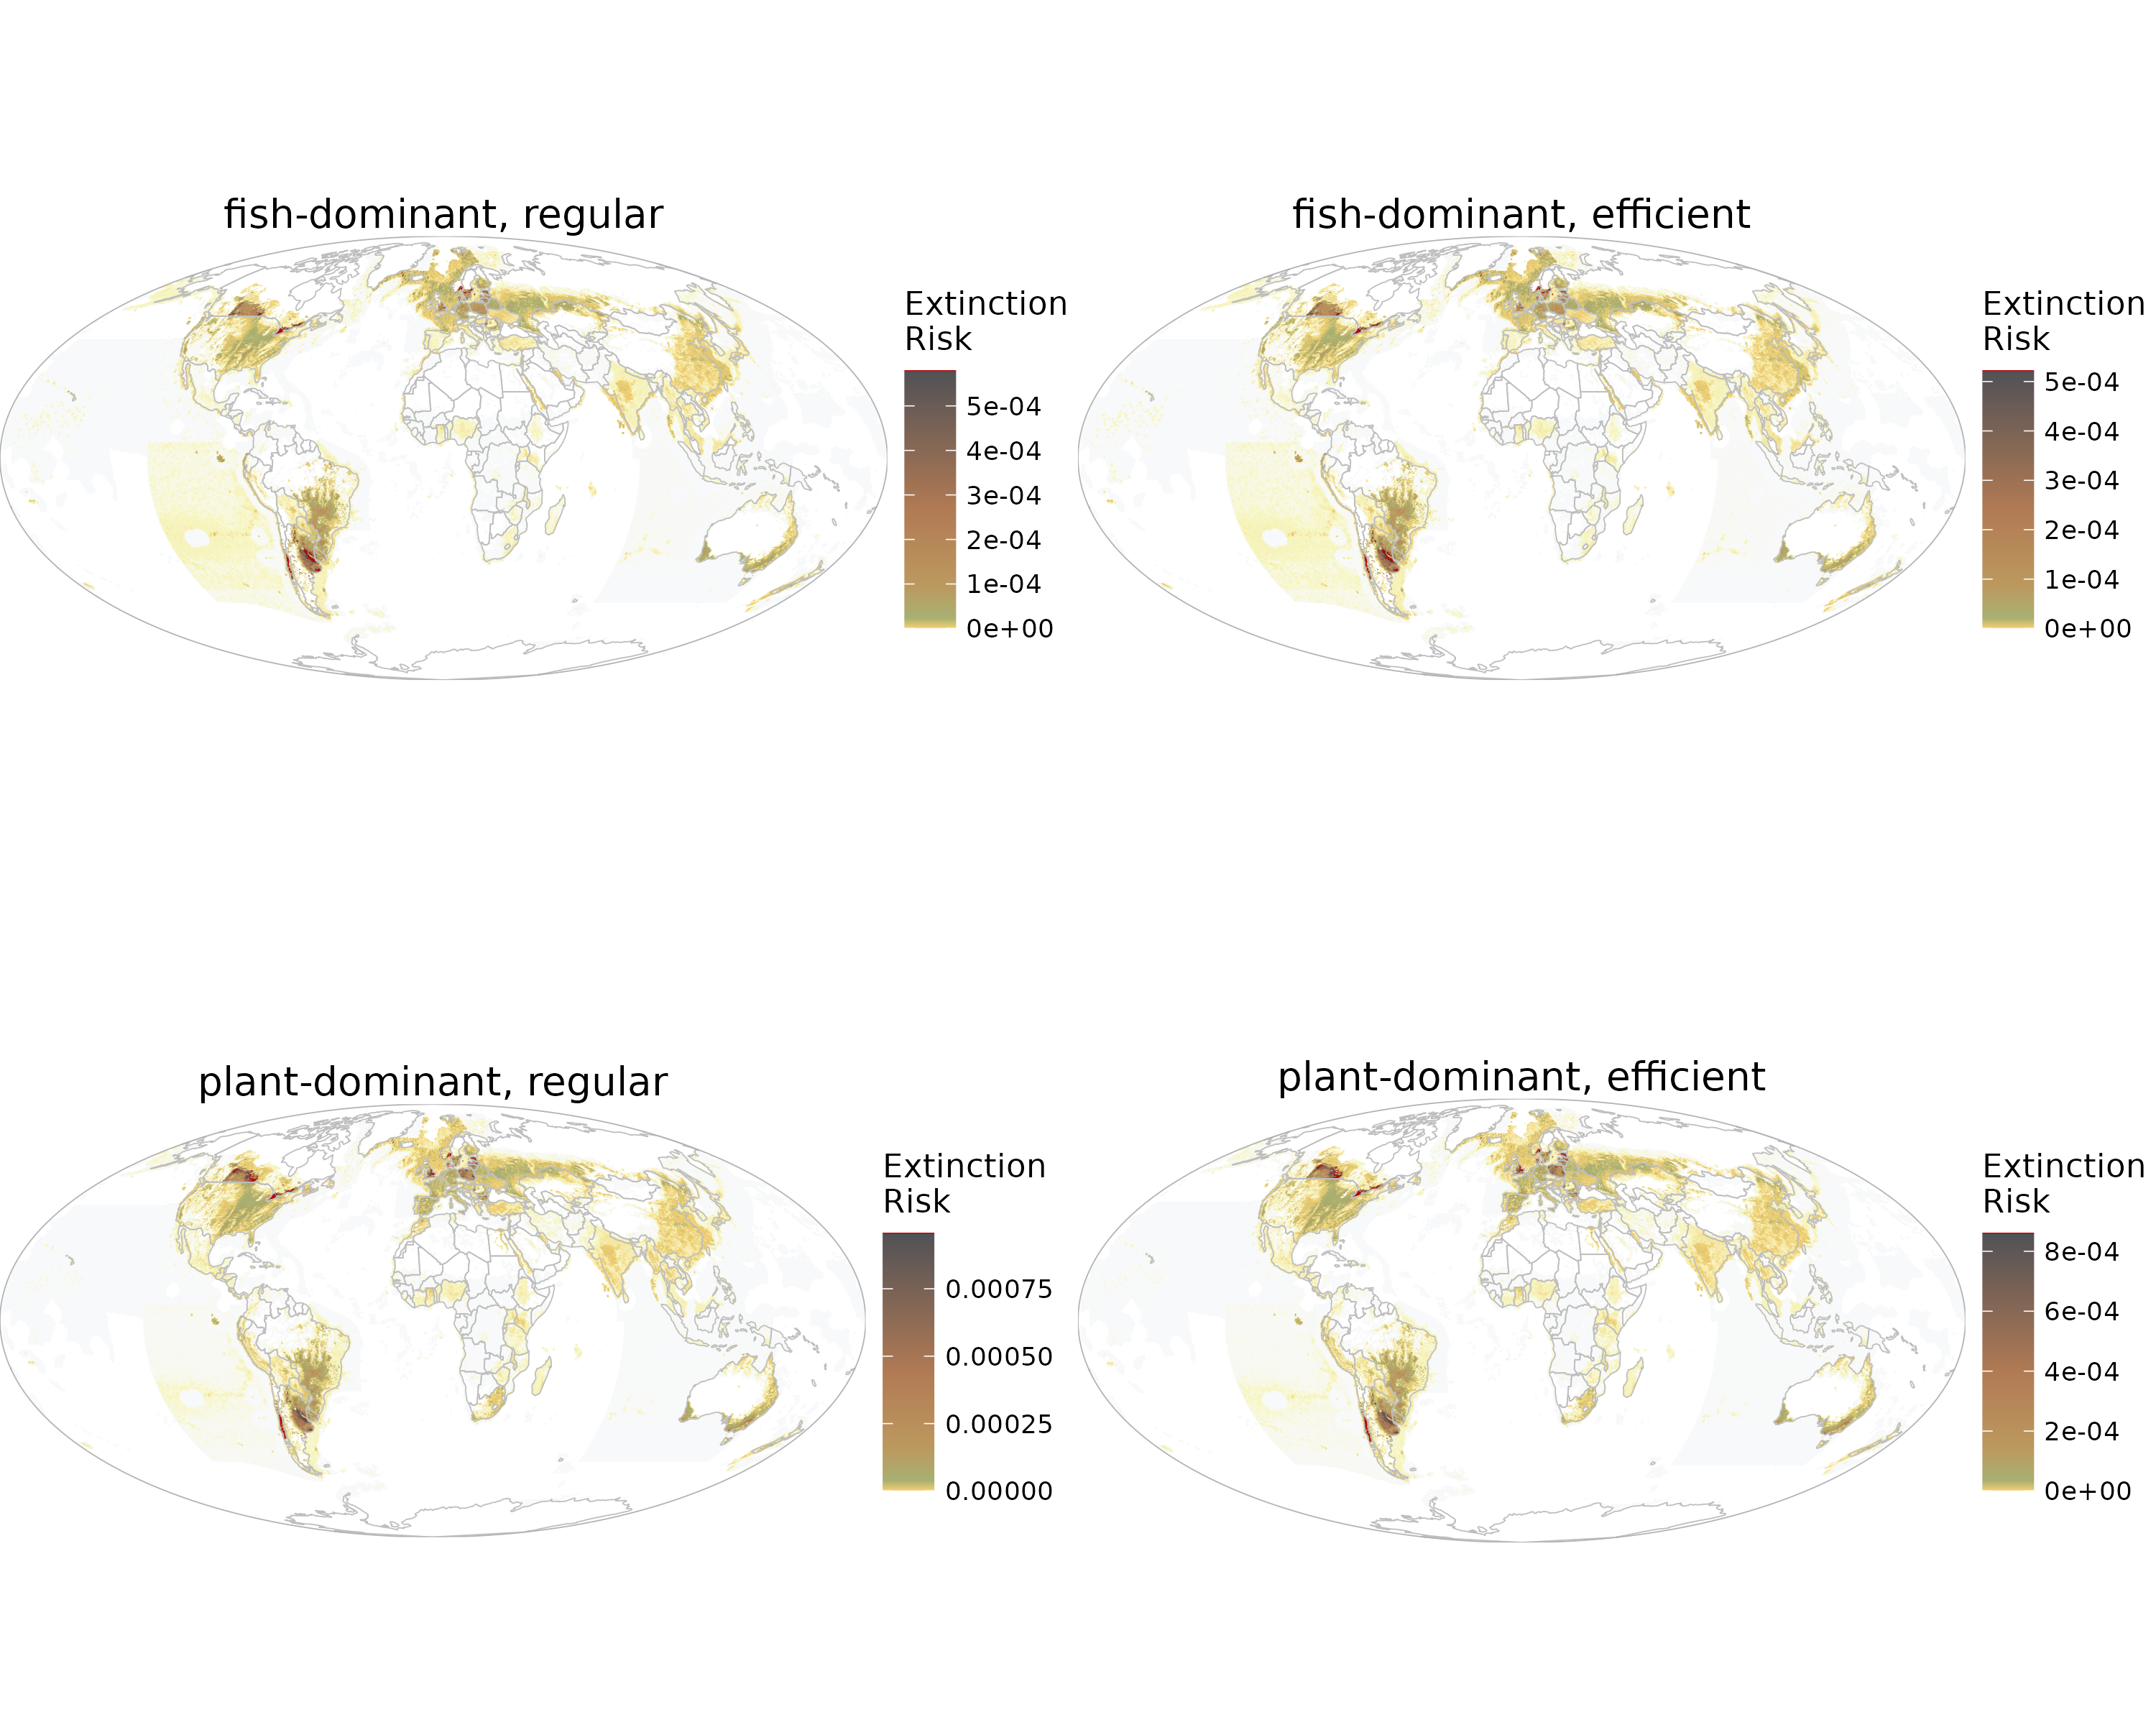 fish-dominant, regular
Extinction
Risk
5e-04
4e-04
3e-04
2e-04
1e-04
0e+00
fish-dominant, efficient
Extinction
Risk
5e-04
4e-04
3e-04
2e-04
1e-04
0e+00
plant-dominant, regular
Extinction
Risk
0.00075
0.00050
0.00025
0.00000
plant-dominant, efficient
Extinction
Risk
8e-04
6e-04
4e-04
2e-04
0e+00